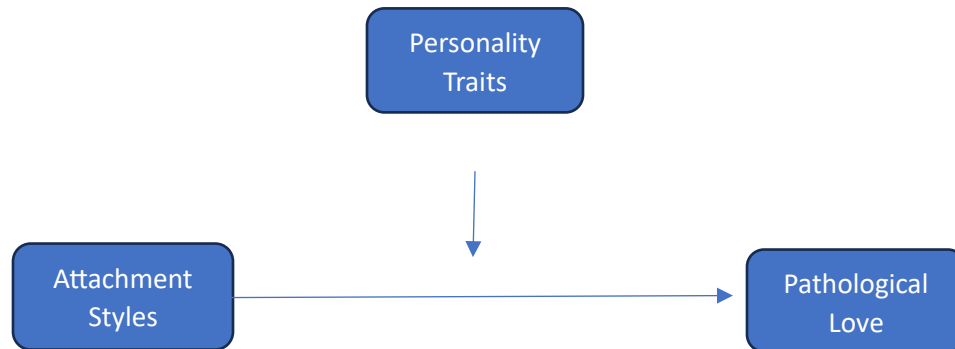 Personality
Traits
Attachment
Styles
Pathological
Love